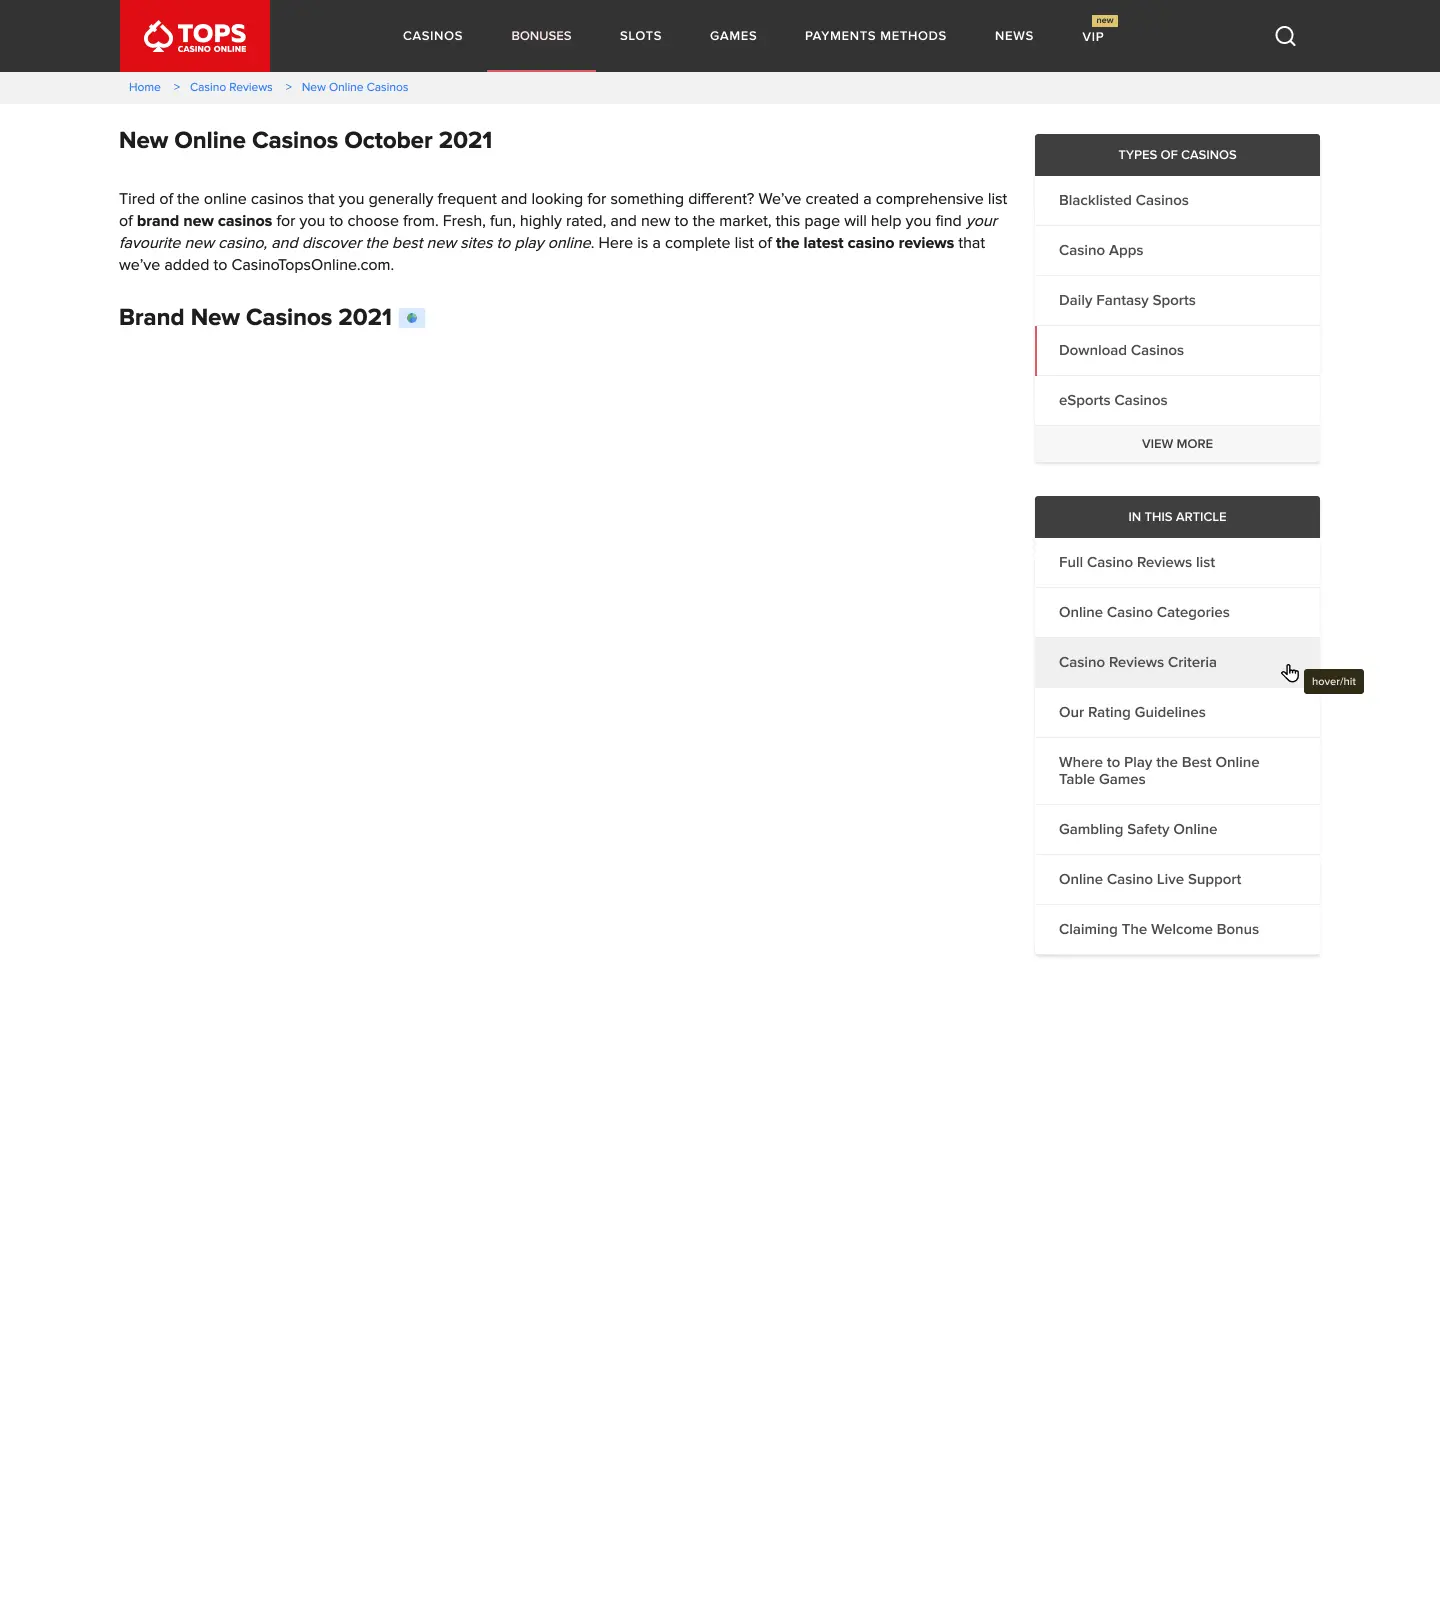 TOPS
CASINO ONLINE
CASINOS
BONUSES
SLOTS
GAMES
PAYMENTS METHODS
NEWS
new
VIP
Home > Casino Reviews > New Online Casinos
New Online Casinos October 2021
Tired of the online casinos that you generally frequent and looking for something different? We’ve created a comprehensive list
of brand new casinos for you to choose from. Fresh, fun, highly rated, and new to the market, this page will help you find your
favourite new casino, and discover the best new sites to play online. Here is a complete list of the latest casino reviews that
we’ve added to CasinoTopsOnline.com.
Brand New Casinos 2021
TYPES OF CASINOS
Blacklisted Casinos
Casino Apps
Daily Fantasy Sports
Download Casinos
eSports Casinos
VIEW MORE
IN THIS ARTICLE
Full Casino Reviews list
Online Casino Categories
Casino Reviews Criteria
hover/hit
Our Rating Guidelines
Where to Play the Best Online
Table Games
Gambling Safety Online
Online Casino Live Support
Claiming The Welcome Bonus